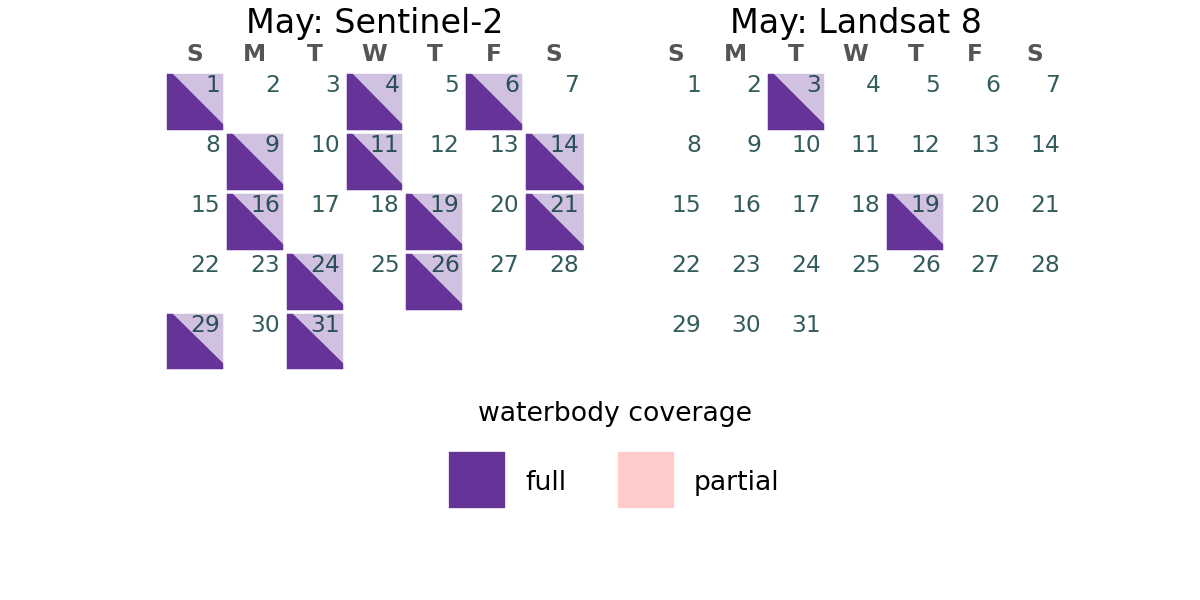 May: Sentinel-2
S M T W T F S
1 2 3 4 5 6 7
8 9 10 11 12 13 14
15 16 17 18 19 20 21
22 23 24 25 26 27 28
29 30 31
May: Landsat 8
S M T W T F S
1 2 3 4 5 6 7
8 9 10 11 12 13 14
15 16 17 18 19 20 21
22 23 24 25 26 27 28
29 30 31
waterbody coverage
full partial